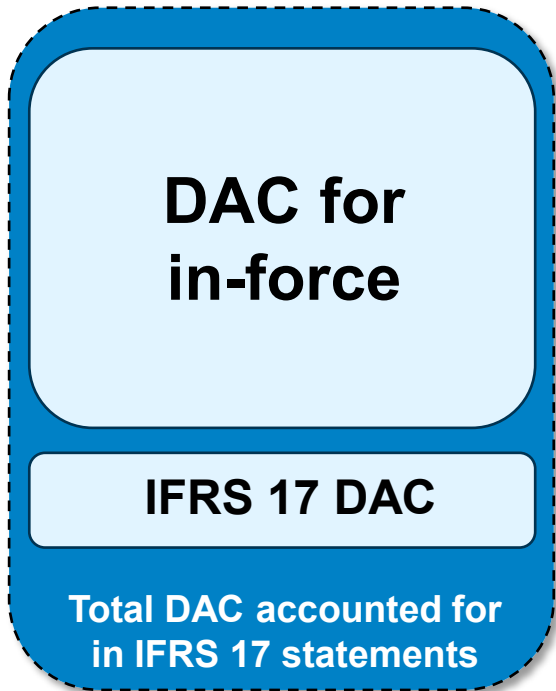 DAC for
in-force
IFRS 17 DAC
Total DAC accounted for
in IFRS 17 statements